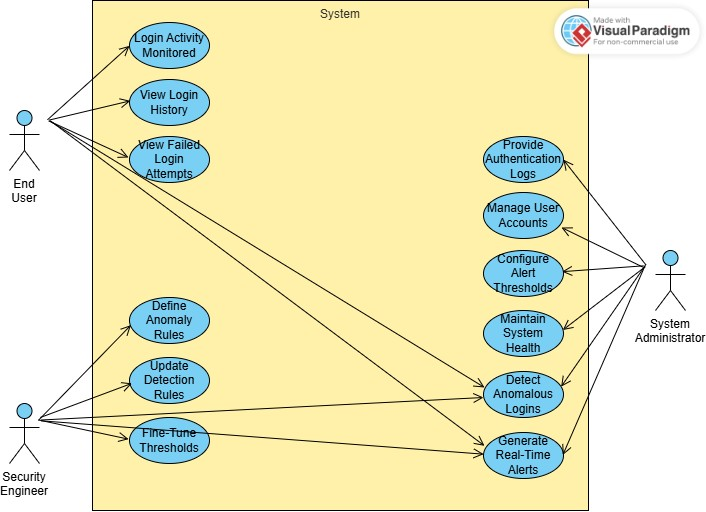 System
Made with
VisualParadigm
For non-commercial use
Login Activity
Monitored
View Login
History
View Failed
Login
Attempts
End
User
Provide
Authentication
Logs
Manage User
Accounts
Configure
Alert
Thresholds
Maintain
System
Health
System
Administrator
Define
Anomaly
Rules
Update
Detection
Rules
Fine-Tune
Thresholds
Detect
Anomalous
Logins
Generate
Real-Time
Alerts
Security
Engineer